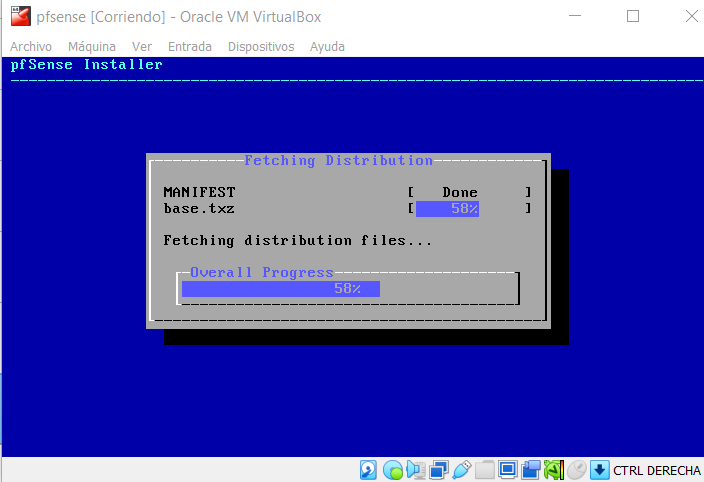 pfsense [Corriendo] - Oracle VM VirtualBox
Archivo Máquina Ver Entrada Dispositivos Ayuda
pfSense Installer
Fetching Distribution
MANIFEST [ Done ]
base.txz [ 58% ]
Fetching distribution files...
Overall Progress
58%
CTRL DERECHA